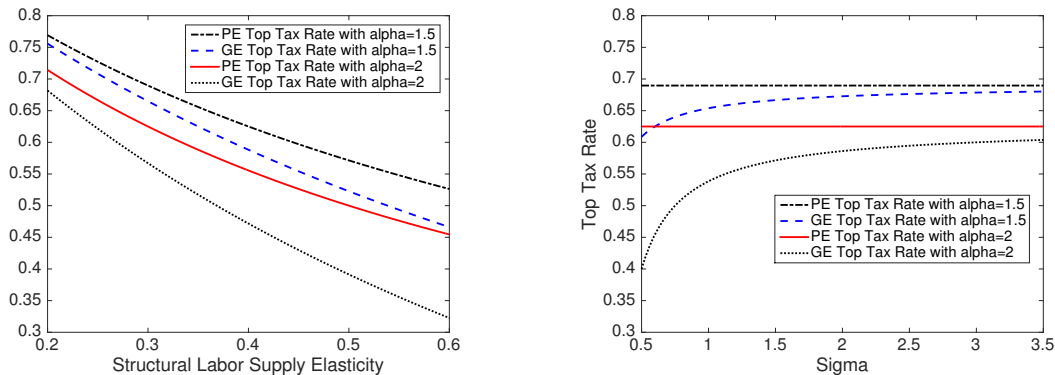 0.8
0.75
0.7
0.65
0.6
0.55
0.5
0.45
0.4
0.35
0.3
PE Top Tax Rate with alpha=1.5
GE Top Tax Rate with alpha=1.5
PE Top Tax Rate with alpha=2
GE Top Tax Rate with alpha=2
0.2 0.3 0.4 0.5 0.6
Structural Labor Supply Elasticity
Top Tax Rate
0.8
0.75
0.7
0.65
0.6
0.55
0.5
0.45
0.4
0.35
0.3
PE Top Tax Rate with alpha=1.5
GE Top Tax Rate with alpha=1.5
PE Top Tax Rate with alpha=2
GE Top Tax Rate with alpha=2
0.5 1 1.5 2 2.5 3 3.5
Sigma